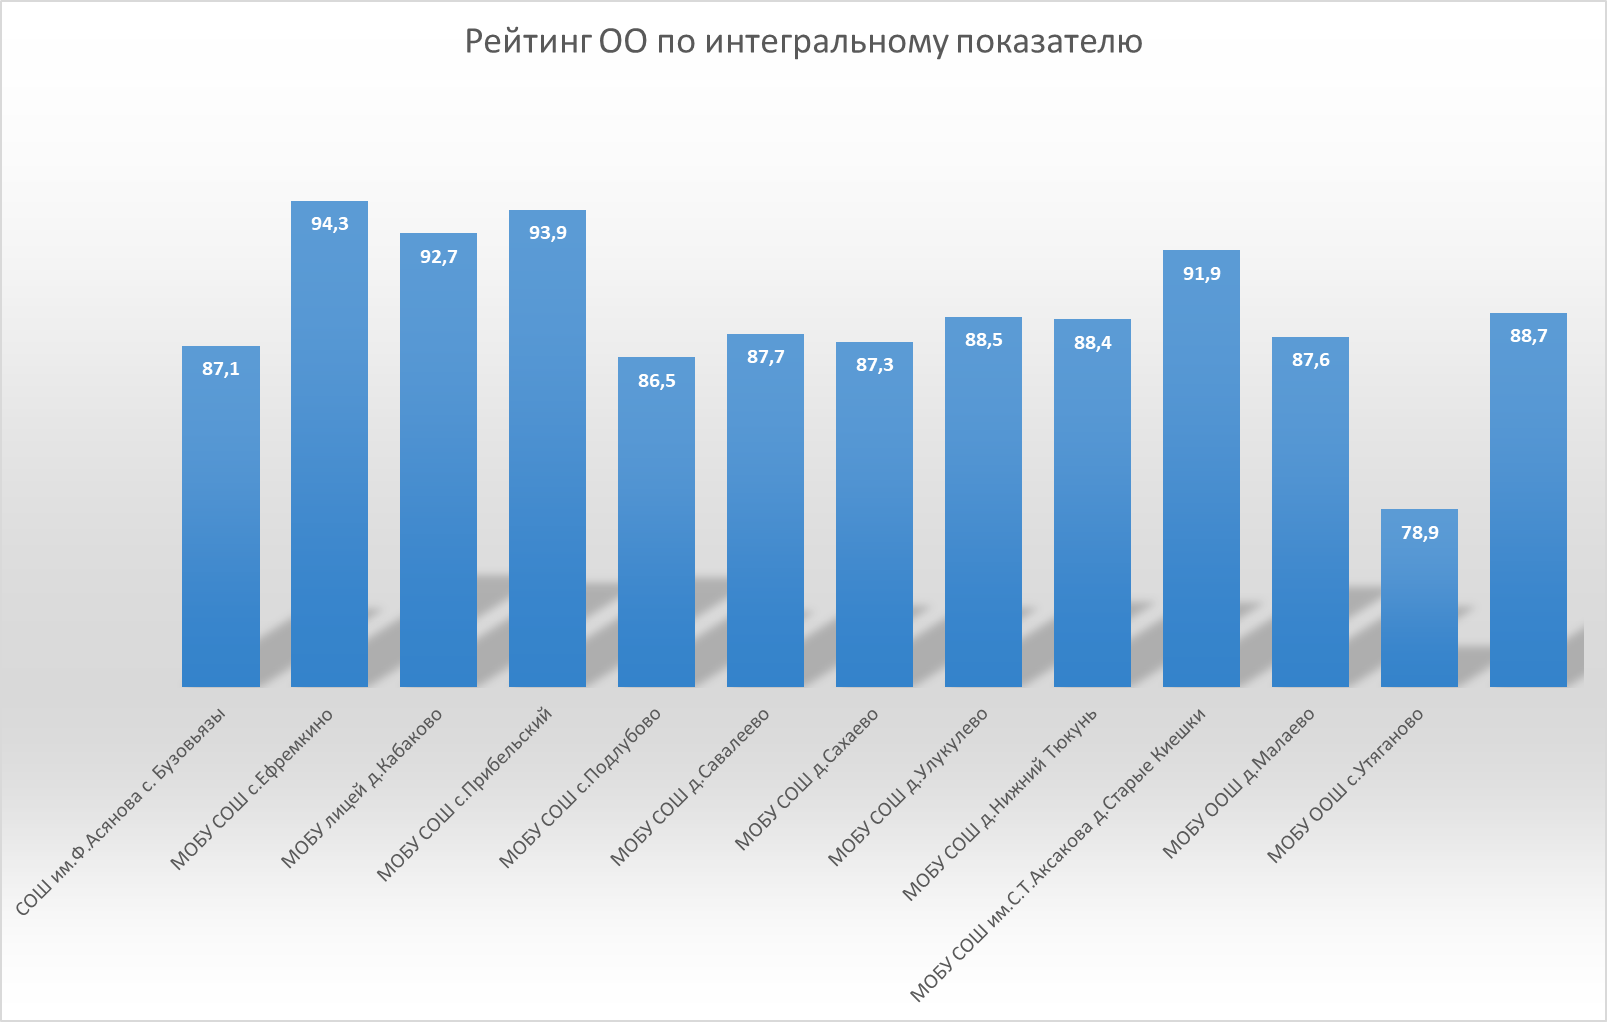 Рейтинг ОО по интегральному показателю
87,1
94,3
92,7
93,9
86,5
87,7
87,3
88,5
88,4
91,9
87,6
78,9
88,7
СОШ им.Ф.Асянова с. Бузовьязы
МОБУ СОШ с.Ефремкино
МОБУ лицей д.Кабаково
МОБУ СОШ с.Прибельский
МОБУ СОШ с.Подлубово
МОБУ СОШ д.Савалеево
МОБУ СОШ д.Сахаево
МОБУ СОШ д.Улукулево
МОБУ СОШ д.Нижний Тюкунь
МОБУ СОШ им.С.Т.Аксакова д.Старые Киешки
МОБУ ООШ д.Малаево
МОБУ ООШ с.Утяганово